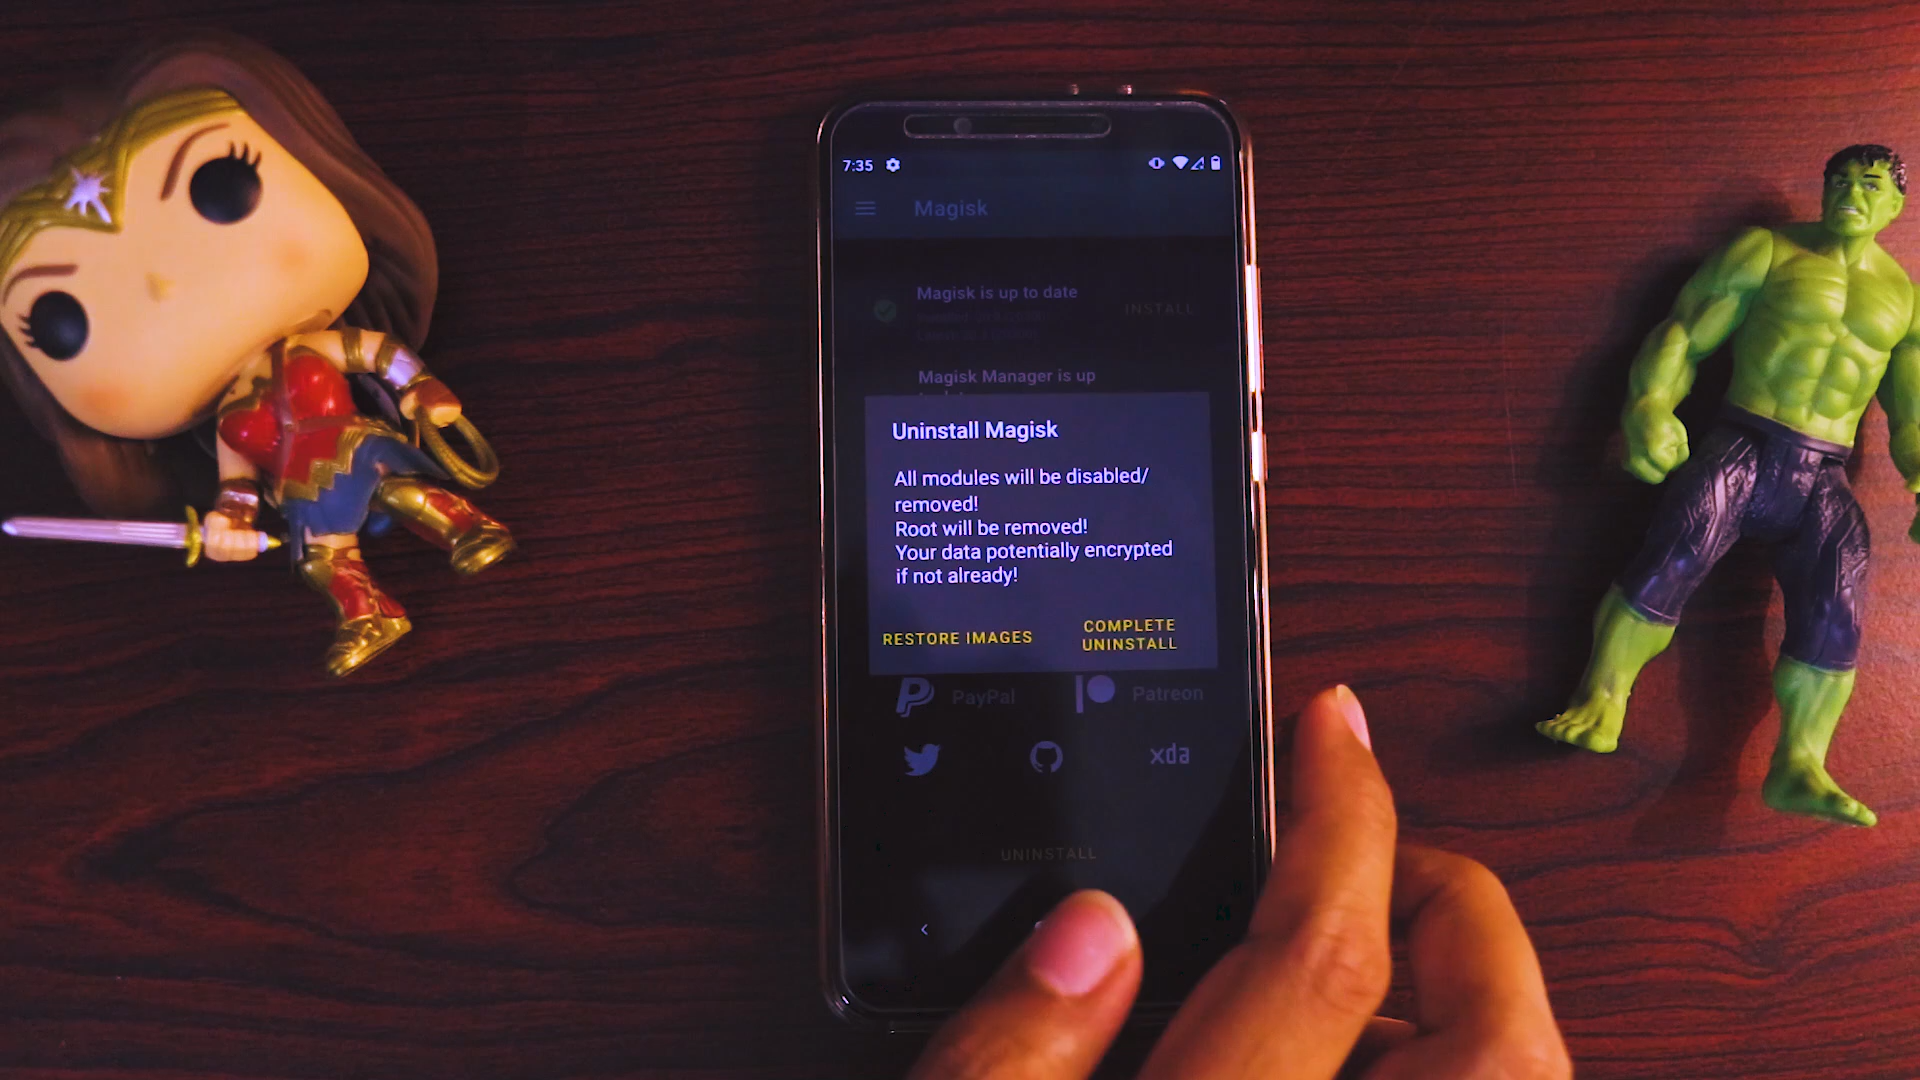 7:35
Magisk
Magisk is up to date
INSTALL
Magisk Manager is up
Uninstall Magisk
All modules will be disabled/
removed!
Root will be removed!
Your data potentially encrypted
if not already!
RESTORE IMAGES
COMPLETE
UNINSTALL
PayPal
Patreon
xda
UNINSTALL